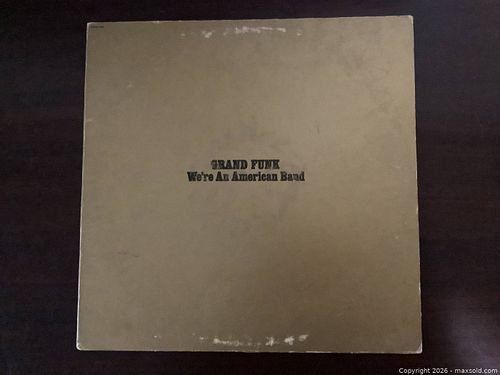 GRAND FUNK
We're An American Band
Copyright 2026 - maxsold.com